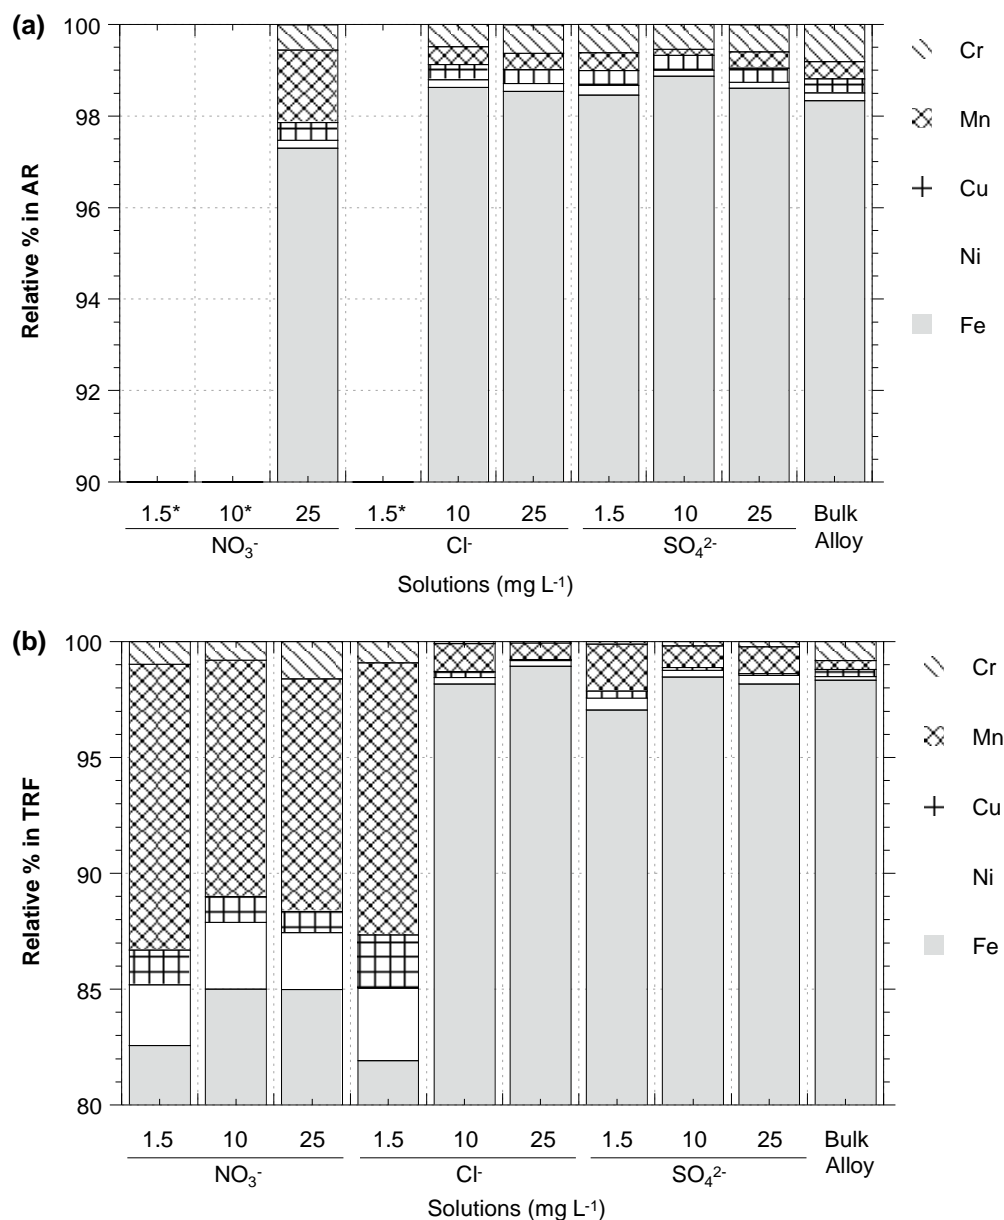 (a)
Relative % in AR
100
98
96
94
92
90
1.5* 10* 25 1.5* 10 25 1.5 10 25 Bulk Alloy
NO₃⁻ Cl⁻ SO₄²⁻
Solutions (mg L⁻¹)
Cr
Mn
Cu
Ni
Fe
(b)
Relative % in TRF
100
95
90
85
80
1.5 10 25 1.5 10 25 1.5 10 25 Bulk Alloy
NO₃⁻ Cl⁻ SO₄²⁻
Solutions (mg L⁻¹)
Cr
Mn
Cu
Ni
Fe